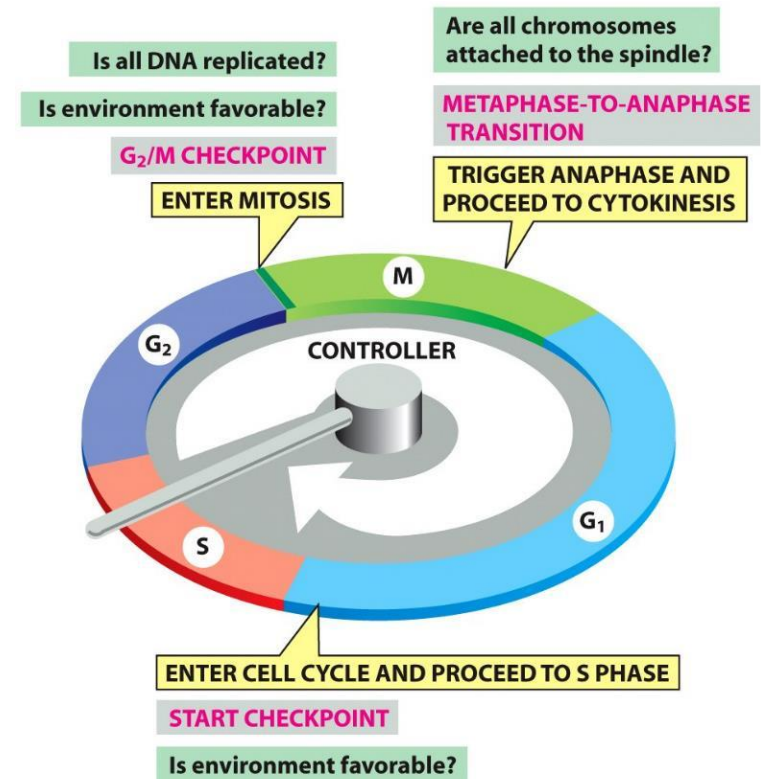 Is all DNA replicated?
Is environment favorable?
G₂/M CHECKPOINT
ENTER MITOSIS
Are all chromosomes
attached to the spindle?
METAPHASE-TO-ANAPHASE
TRANSITION
TRIGGER ANAPHASE AND
PROCEED TO CYTOKINESIS
M
G₂
CONTROLLER
S
G₁
ENTER CELL CYCLE AND PROCEED TO S PHASE
START CHECKPOINT
Is environment favorable?